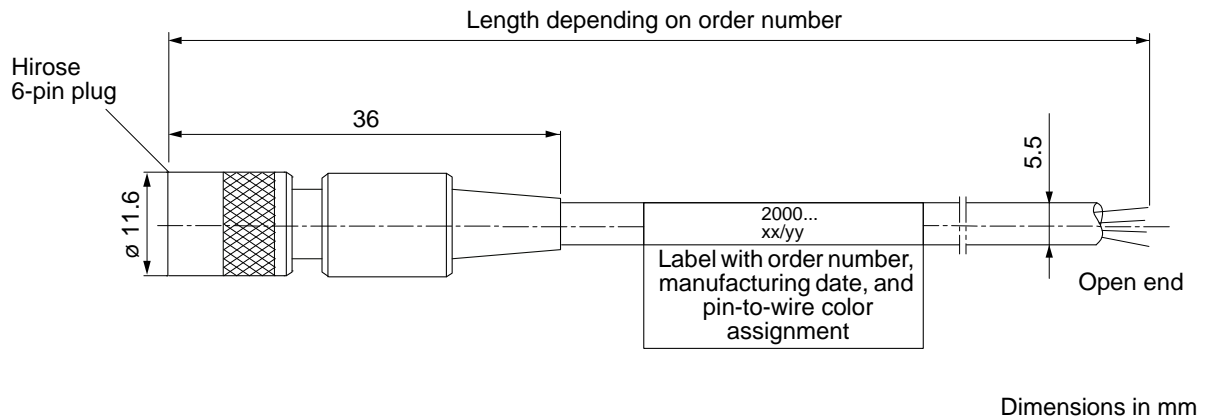 Length depending on order number
Hirose
6-pin plug
36
5.5
ø 11.6
2000...
xx/yy
Label with order number,
manufacturing date, and
pin-to-wire color
assignment
Open end
Dimensions in mm